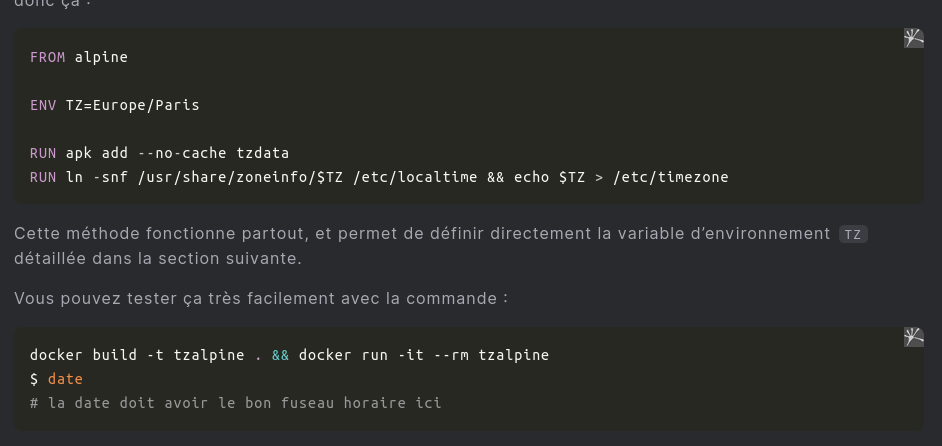 donc ça :
FROM alpine
ENV TZ=Europe/Paris
RUN apk add --no-cache tzdata
RUN ln -snf /usr/share/zoneinfo/$TZ /etc/localtime && echo $TZ > /etc/timezone
Cette méthode fonctionne partout, et permet de définir directement la variable d’environnement TZ
détaillée dans la section suivante.
Vous pouvez tester ça très facilement avec la commande :
docker build -t tzalpine . && docker run -it --rm tzalpine
$ date
# la date doit avoir le bon fuseau horaire ici